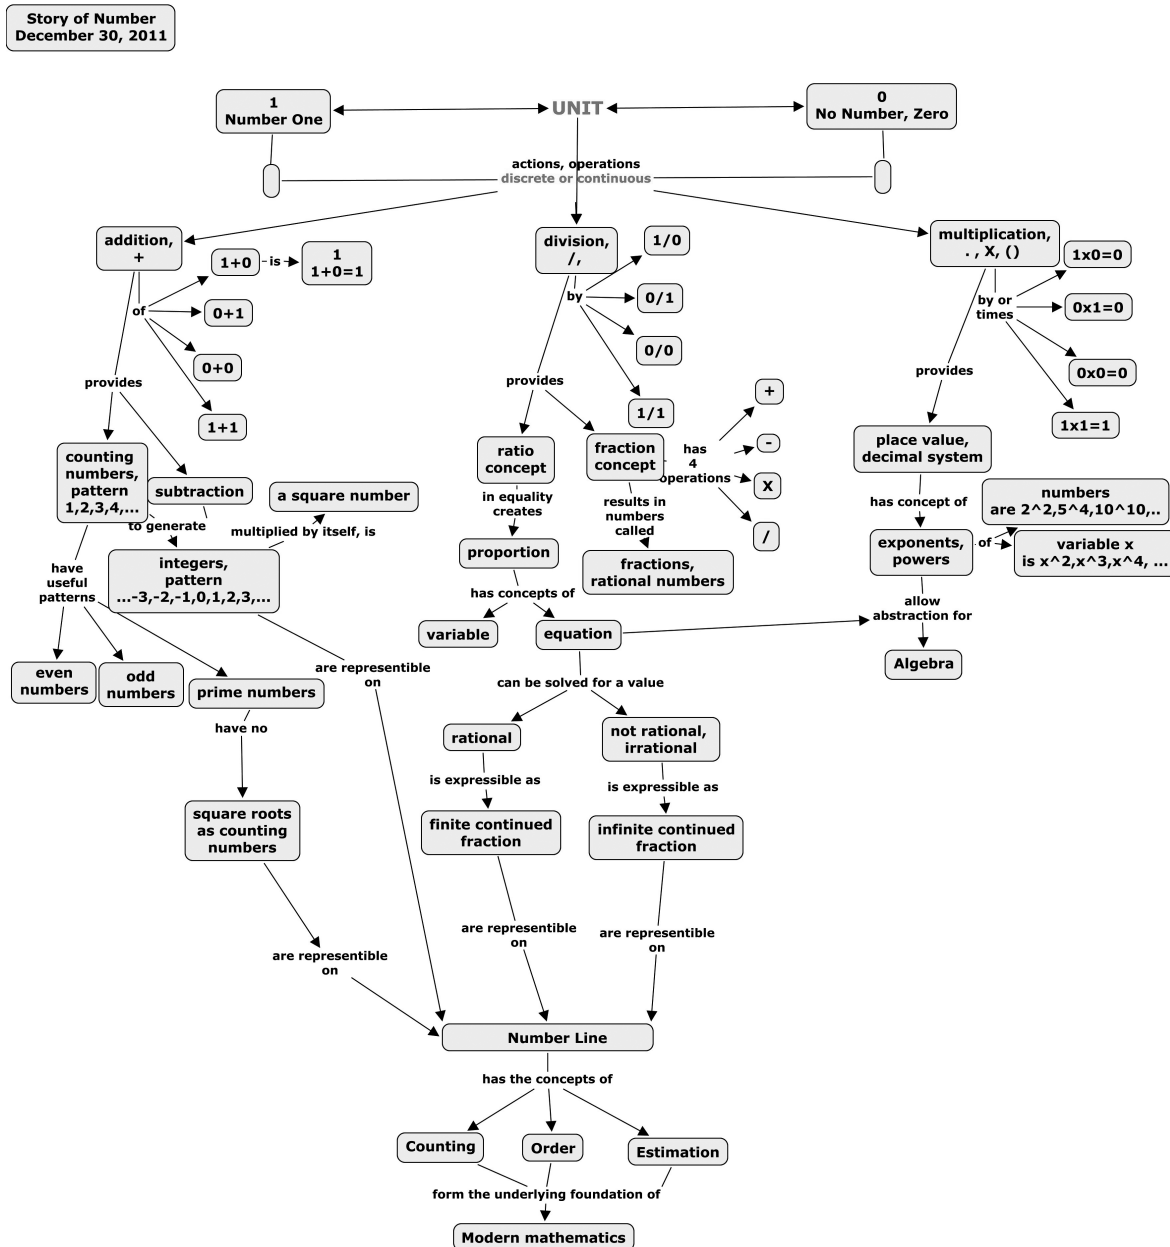 Story of Number
December 30, 2011
1
Number One
UNIT
0
No Number, Zero
actions, operations
discrete or continuous
addition,
+
1+0
is
1
1+0=1
of
0+1
0+0
1+1
provides
division,
/,
1/0
by
0/1
0/0
1/1
provides
multiplication,
. , X, ()
1x0=0
by or
times
0x1=0
0x0=0
1x1=1
provides
counting
numbers,
pattern
1,2,3,4,...
subtraction
to generate
a square number
multiplied by itself, is
integers,
pattern
...-3,-2,-1,0,1,2,3,...
have
useful
patterns
even
numbers
odd
numbers
prime numbers
have no
square roots
as counting
numbers
are representible
on
are representible
on
ratio
concept
in equality
creates
proportion
has concepts of
variable
equation
fraction
concept
has
4
operations
+
-
X
/
results in
numbers
called
fractions,
rational numbers
can be solved for a value
rational
is expressible as
finite continued
fraction
are representible
on
not rational,
irrational
is expressible as
infinite continued
fraction
are representible
on
place value,
decimal system
has concept of
exponents,
powers
of
numbers
are 2^2,5^4,10^10,..
variable x
is x^2,x^3,x^4, ...
allow
abstraction for
Algebra
Number Line
has the concepts of
Counting
Order
Estimation
form the underlying foundation of
Modern mathematics